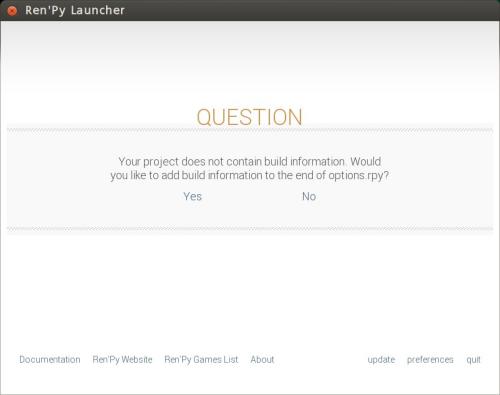 Ren'Py Launcher
QUESTION
Your project does not contain build information. Would
you like to add build information to the end of options.rpy?
Yes No
Documentation Ren'Py Website Ren'Py Games List About update preferences quit